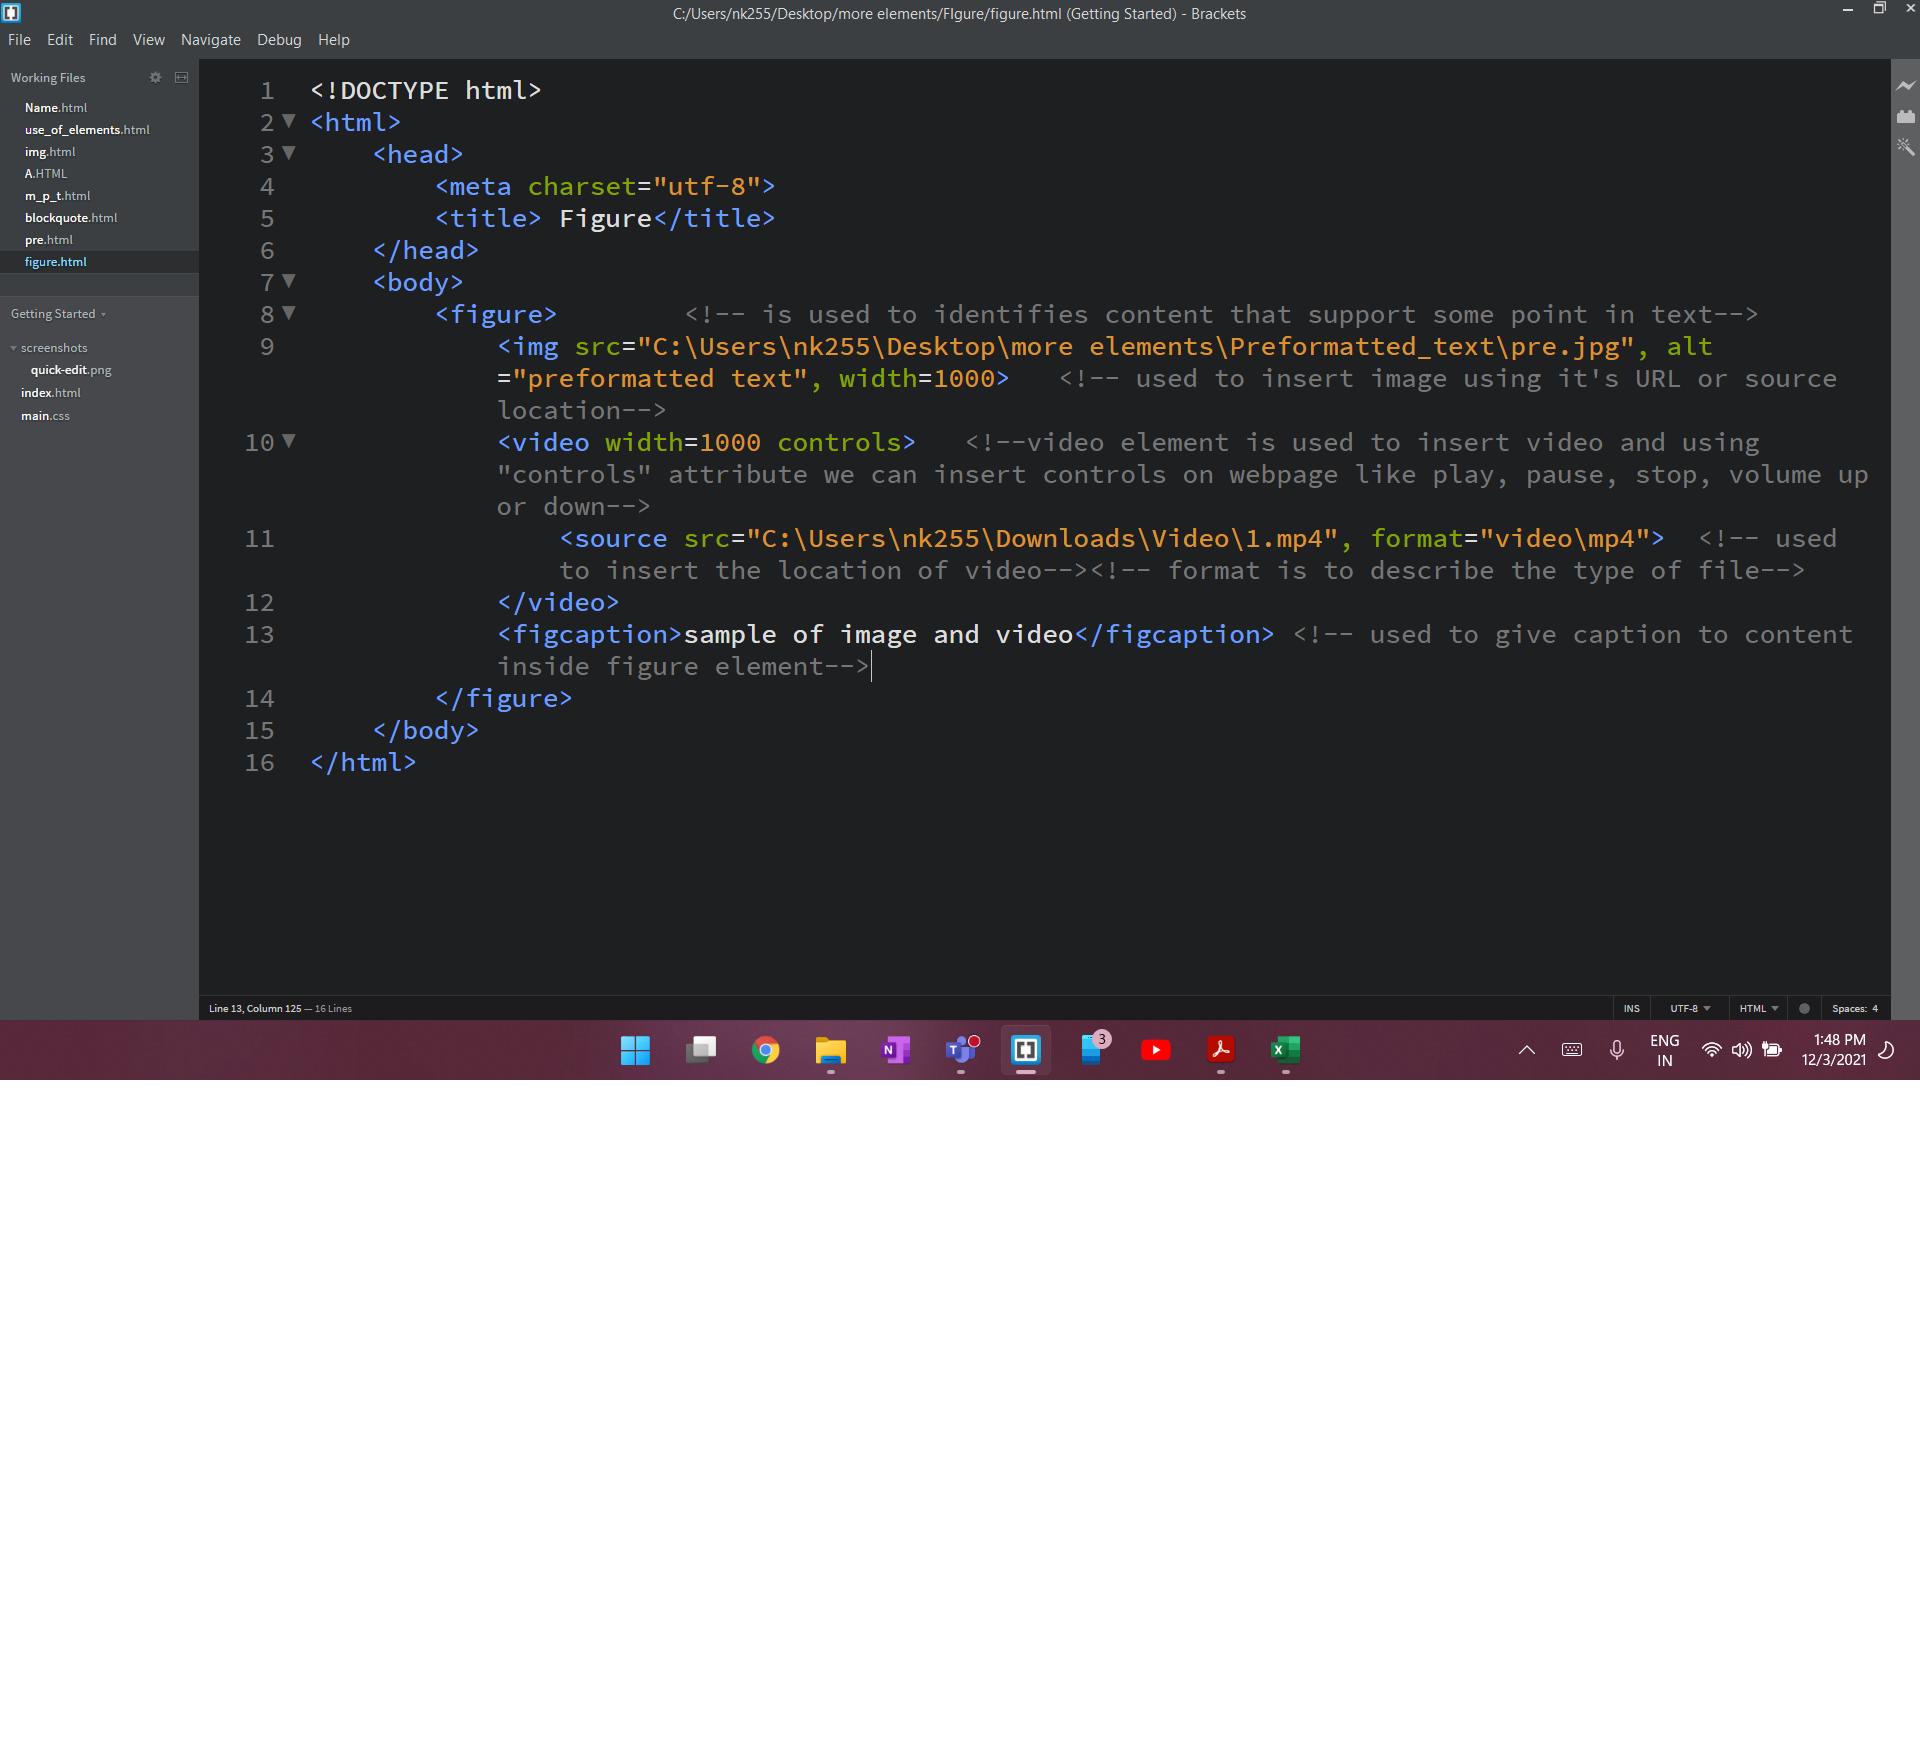 C:/Users/nk255/Desktop/more elements/FIgure/figure.html (Getting Started) - Brackets
File Edit Find View Navigate Debug Help
Working Files
Name.html
use_of_elements.html
img.html
A.HTML
m_p_t.html
blockquote.html
pre.html
figure.html
Getting Started
screenshots
quick-edit.png
index.html
main.css
1 <!DOCTYPE html>
2 <html>
3 <head>
4 <meta charset="utf-8">
5 <title> Figure</title>
6 </head>
7 <body>
8 <figure> <!-- is used to identifies content that support some point in text-->
9 <img src="C:\Users\nk255\Desktop\more elements\Preformatted_text\pre.jpg", alt
="preformatted text", width=1000> <!-- used to insert image using it's URL or source
location-->
10 <video width=1000 controls> <!--video element is used to insert video and using
"controls" attribute we can insert controls on webpage like play, pause, stop, volume up
or down-->
11 <source src="C:\Users\nk255\Downloads\Video\1.mp4", format="video\mp4"> <!-- used
to insert the location of video--><!-- format is to describe the type of file-->
12 </video>
13 <figcaption>sample of image and video</figcaption> <!-- used to give caption to content
inside figure element-->
14 </figure>
15 </body>
16 </html>
Line 13, Column 125 — 16 Lines
INS UTF-8 HTML Spaces: 4
N T 3 X
ENG
IN
1:48 PM
12/3/2021